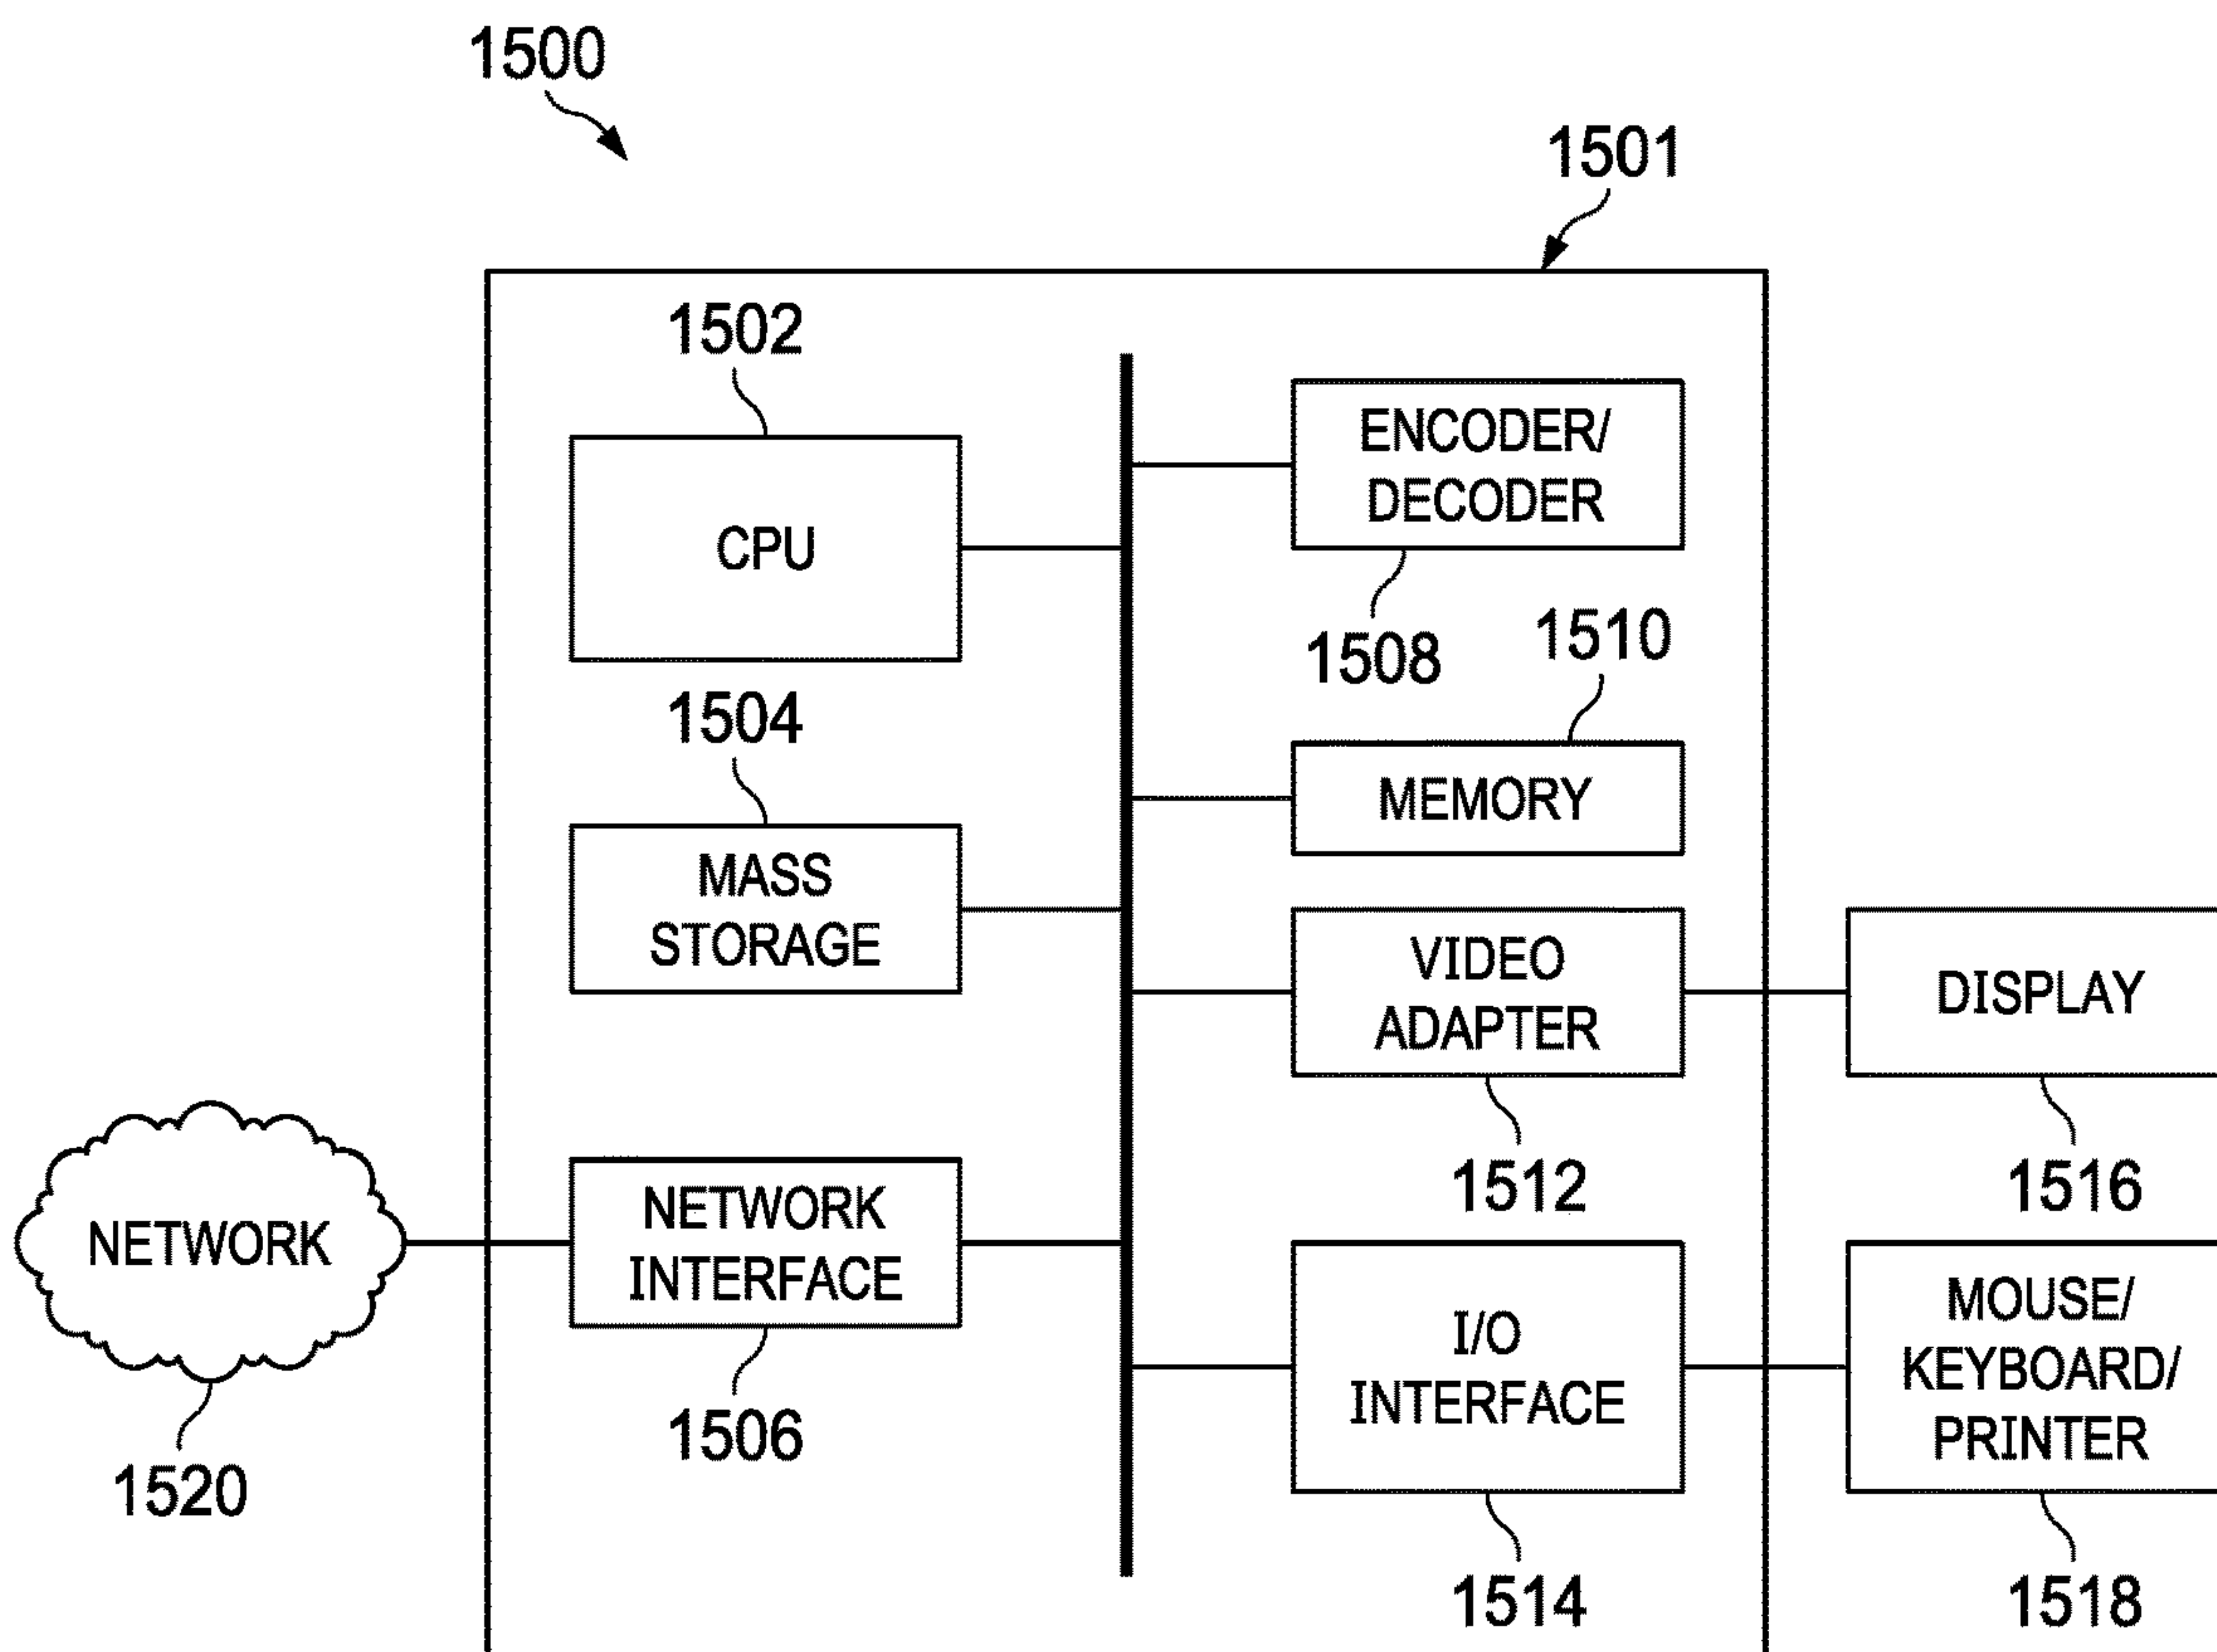 1500
1501
1502
CPU
ENCODER/
DECODER
1508
1510
1504
MEMORY
MASS
STORAGE
VIDEO
ADAPTER
DISPLAY
1512
1516
NETWORK
NETWORK
INTERFACE
1506
1520
I/O
INTERFACE
1514
MOUSE/
KEYBOARD/
PRINTER
1518